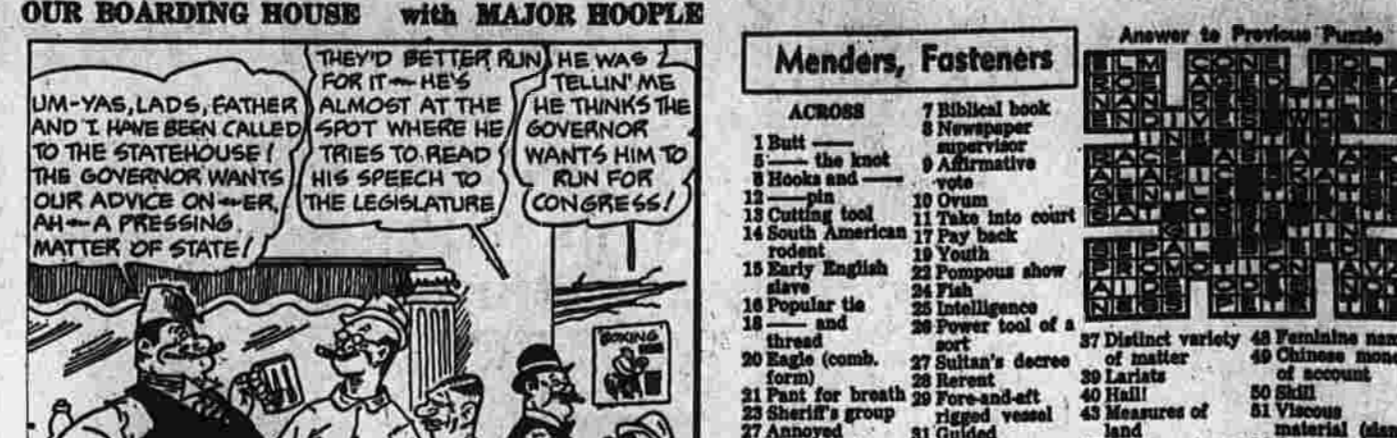 OUR BOARDING HOUSE with MAJOR HOOPLE
UM-YAS, LADS, EATHER
AND I HAVE BEEN CALLED
TO THE STATEHOUSE!
THE GOVERNOR WANTS
OUR ADVICE ON—ER,
AH—A PRESSING
MATTER OF STATE!
THEY'D BETTER RUN
FOR IT—HE'S
ALMOST AT THE
SPOT WHERE HE
TRIES TO READ
HIS SPEECH TO
THE LEGISLATURE
HE WAS
TELLIN' ME
HE THINKS THE
GOVERNOR
WANTS HIM TO
RUN FOR
CONGRESS!
BOXING
Menders, Fasteners
ACROSS
1 Butt ——
5 —— the knot
8 Hooks and ——
12 ——pin
13 Cutting tool
14 South American
rodent
15 Early English
slave
16 Popular tie
18 —— and
thread
20 Eagle (comb.
form)
21 Pant for breath
23 Sheriff's group
27 Annoyed
7 Biblical book
8 Newspaper
supervisor
9 Affirmative
vote
10 Ovum
11 Take into court
17 Pay back
19 Youth
22 Pompous show
24 Fish
25 Intelligence
26 Power tool of a
sort
27 Sultan's decree
28 Rerent
29 Fore-and-aft
rigged vessel
31 Guided
Answer to Previous Puzzle
37 Distinct variety
of matter
39 Lariats
40 Hail!
43 Measures of
land
48 Feminine nam
49 Chinese mon
of account
50 Skill
51 Viscous
material